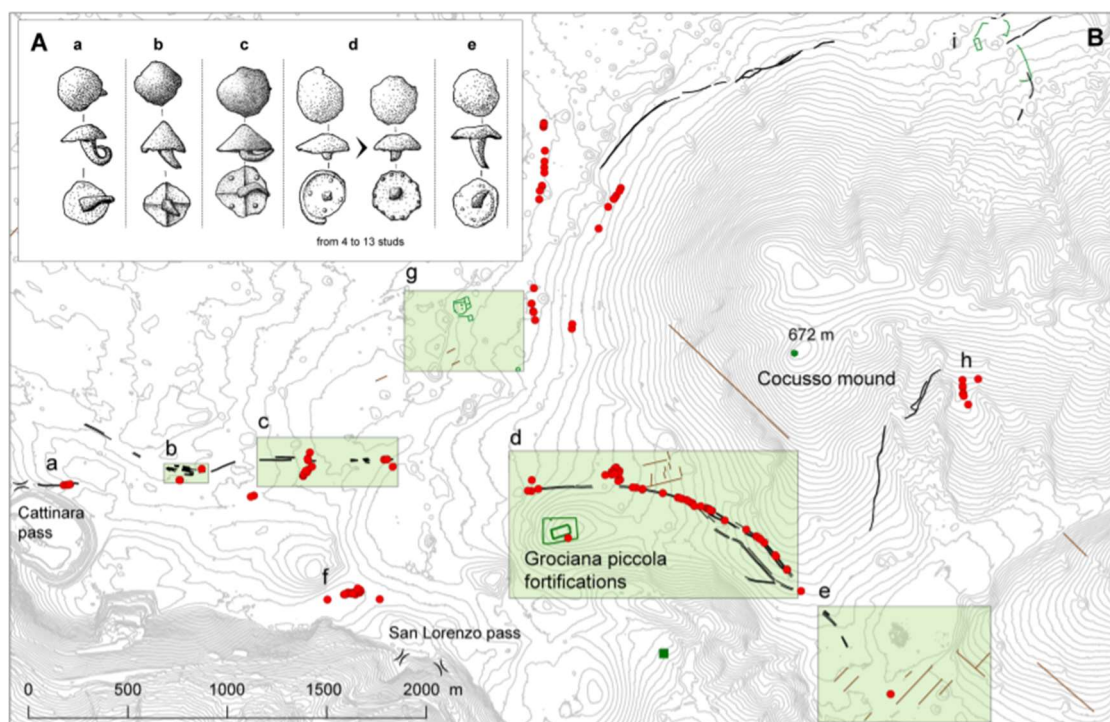 A
a b c d e
from 4 to 13 studs
B
i
g
672 m
Cocusso mound
h
a
b
c
d
Cattinara
pass
Grociana piccola
fortifications
e
f
San Lorenzo pass
0 500 1000 1500 2000 m